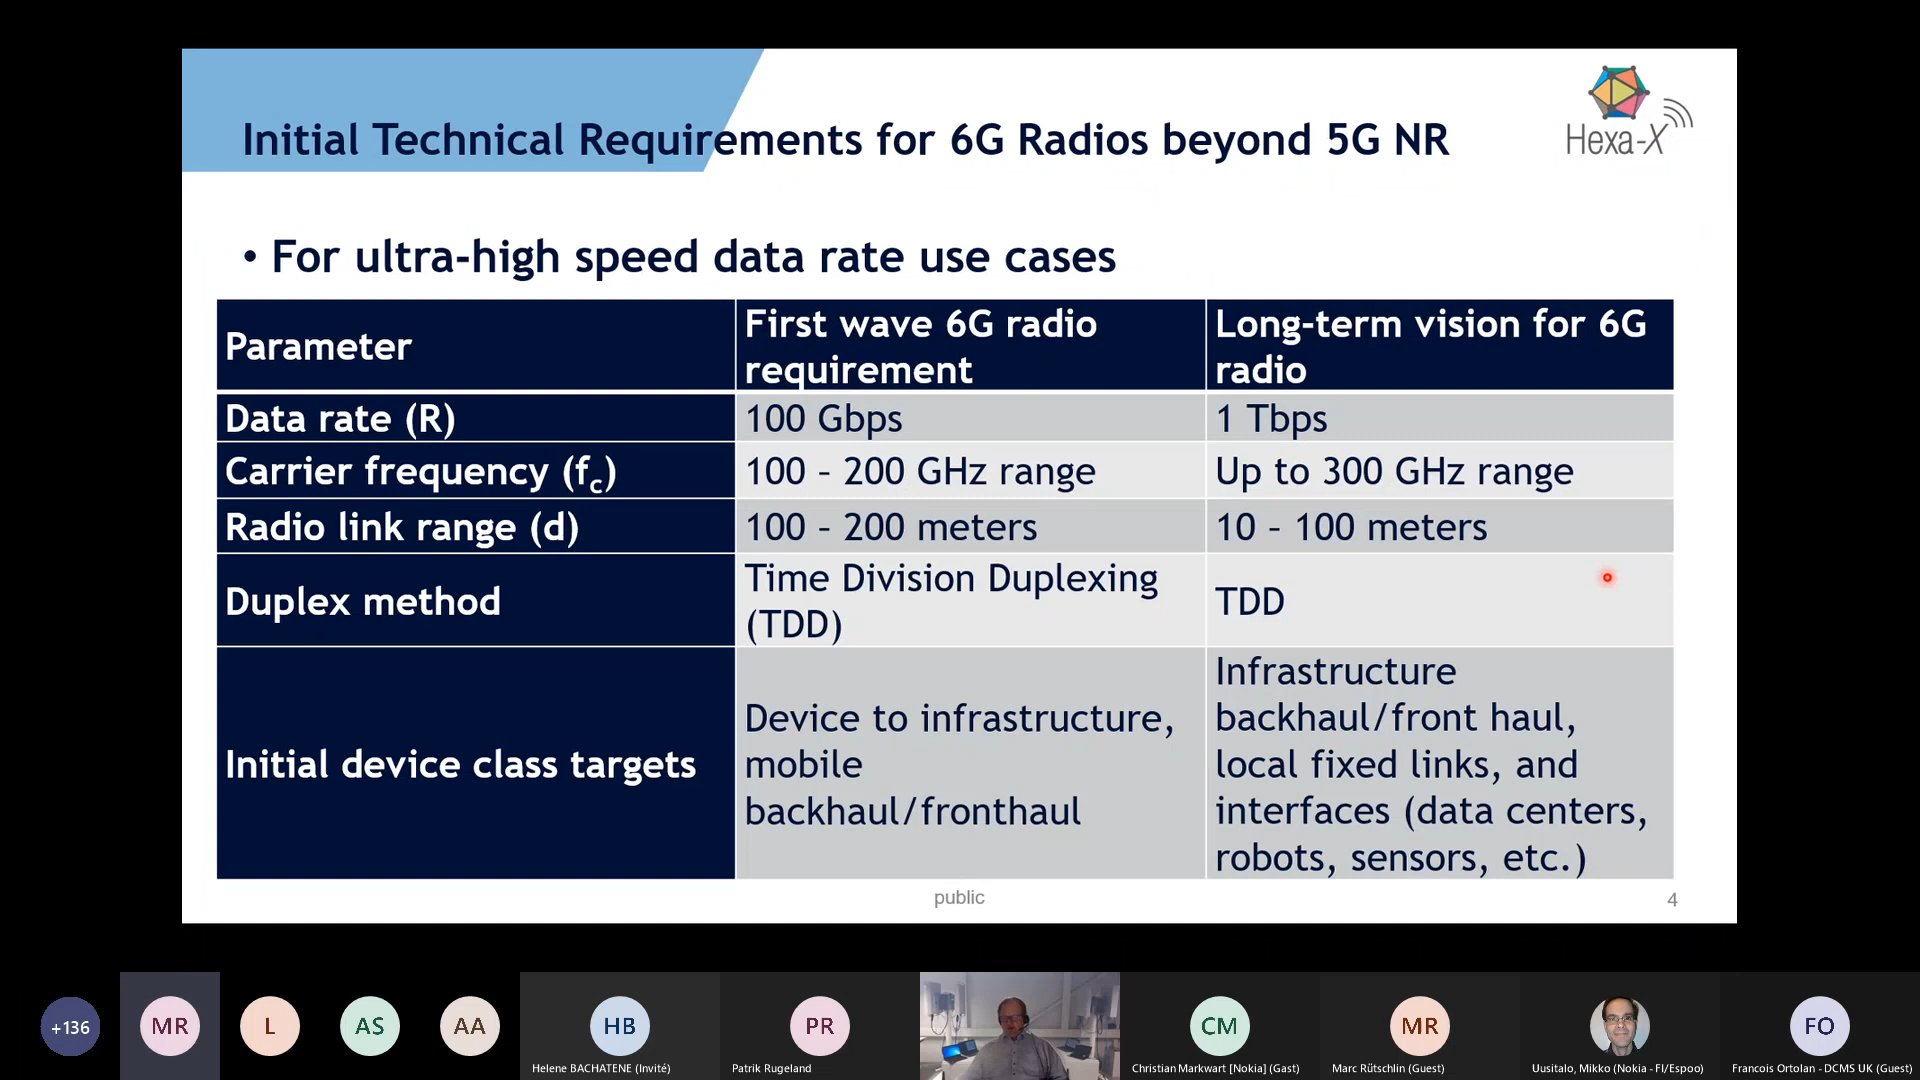 Initial Technical Requirements for 6G Radios beyond 5G NR
Hexa-X
• For ultra-high speed data rate use cases
Parameter
First wave 6G radio
requirement
Long-term vision for 6G
radio
Data rate (R)
100 Gbps
1 Tbps
Carrier frequency (fc)
100 – 200 GHz range
Up to 300 GHz range
Radio link range (d)
100 – 200 meters
10 – 100 meters
Duplex method
Time Division Duplexing
(TDD)
TDD
Initial device class targets
Device to infrastructure,
mobile
backhaul/fronthaul
Infrastructure
backhaul/front haul,
local fixed links, and
interfaces (data centers,
robots, sensors, etc.)
public
4
+136
MR
L
AS
AA
HB
Helene BACHATENE (Invité)
PR
Patrik Rugeland
CM
Christian Markwart [Nokia] (Gast)
MR
Marc Rütschlin (Guest)
Uusitalo, Mikko (Nokia - FI/Espoo)
FO
Francois Ortolan - DCMS UK (Guest)